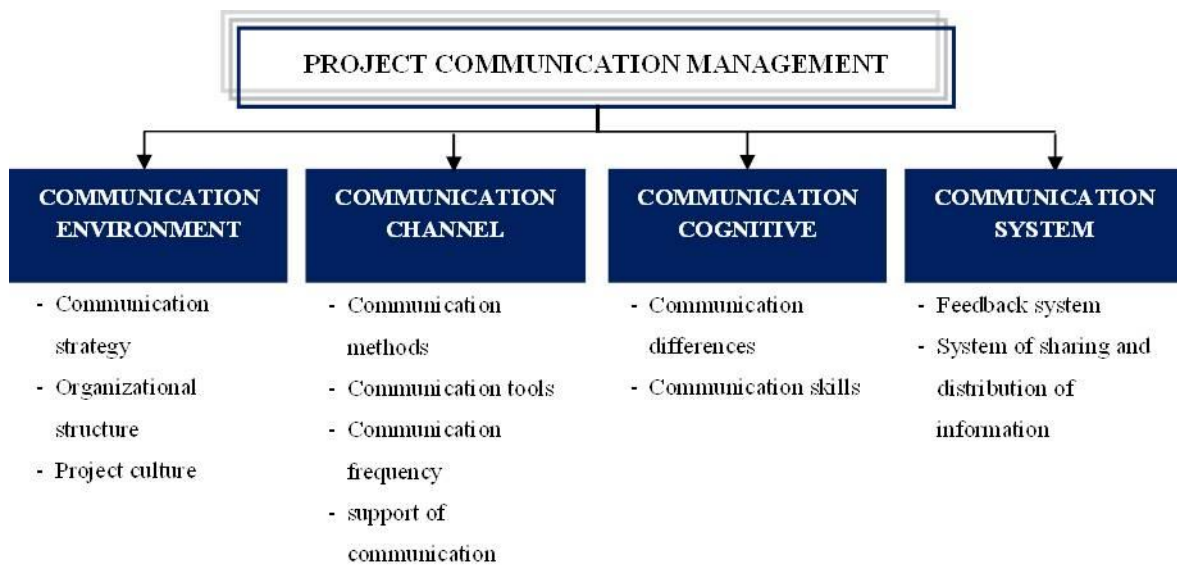 PROJECT COMMUNICATION MANAGEMENT
COMMUNICATION
ENVIRONMENT
- Communication
strategy
- Organizational
structure
- Project culture
COMMUNICATION
CHANNEL
- Communication
methods
- Communication tools
- Communication
frequency
- support of
communication
COMMUNICATION
COGNITIVE
- Communication
differences
- Communication skills
COMMUNICATION
SYSTEM
- Feedback system
- System of sharing and
distribution of
information